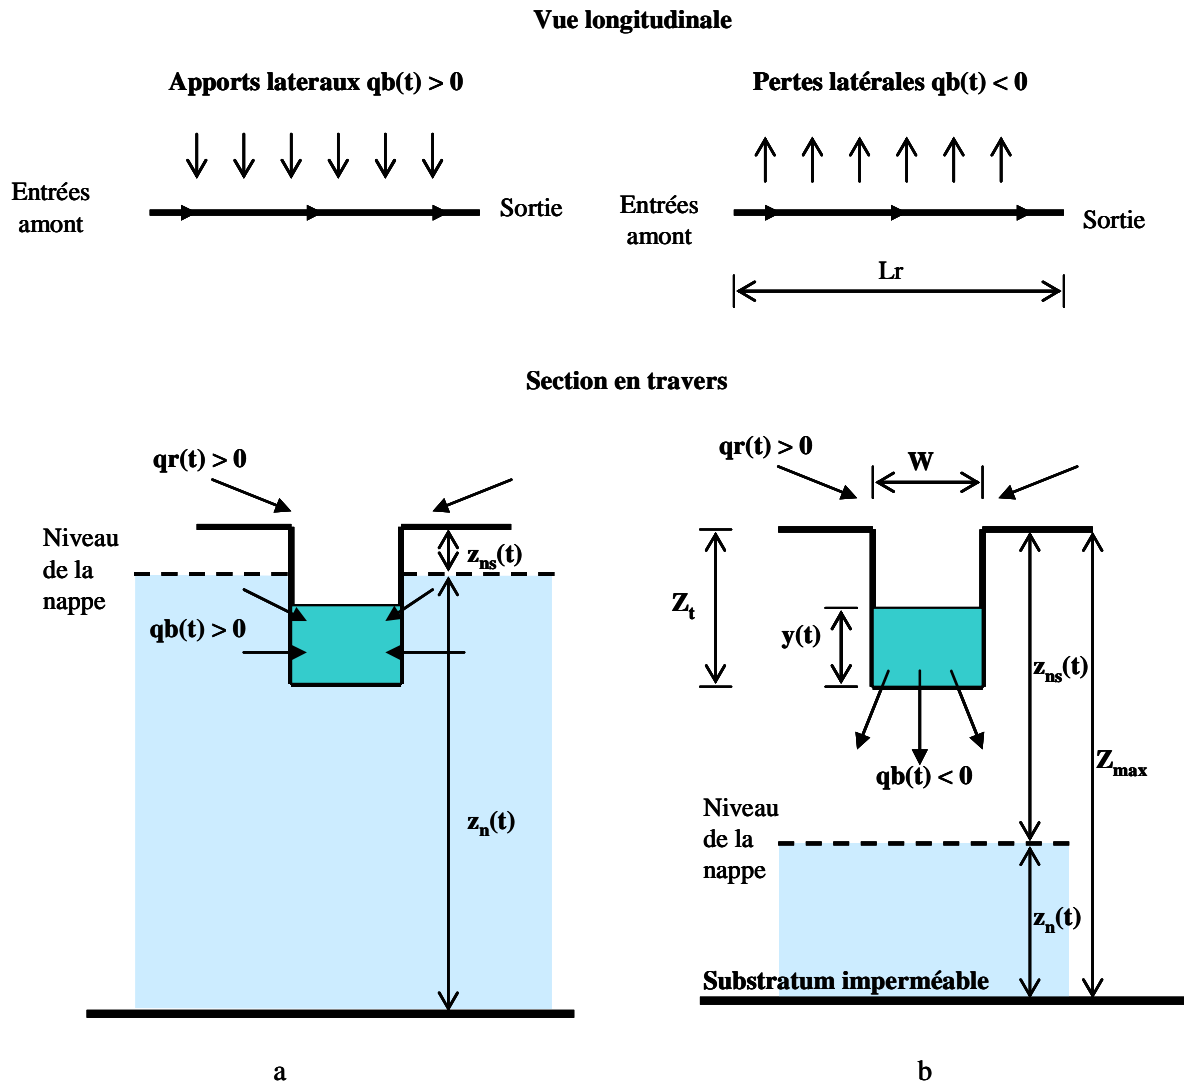 Vue longitudinale
Apports lateraux qb(t) > 0
Pertes latérales qb(t) < 0
Entrées
amont
Sortie
Entrées
amont
Sortie
Lr
Section en travers
qr(t) > 0
Niveau
de la
nappe
zns(t)
qb(t) > 0
zn(t)
qr(t) > 0
W
Zt
y(t)
zns(t)
qb(t) < 0
Zmax
Niveau
de la
nappe
zn(t)
Substratum imperméable
a
b